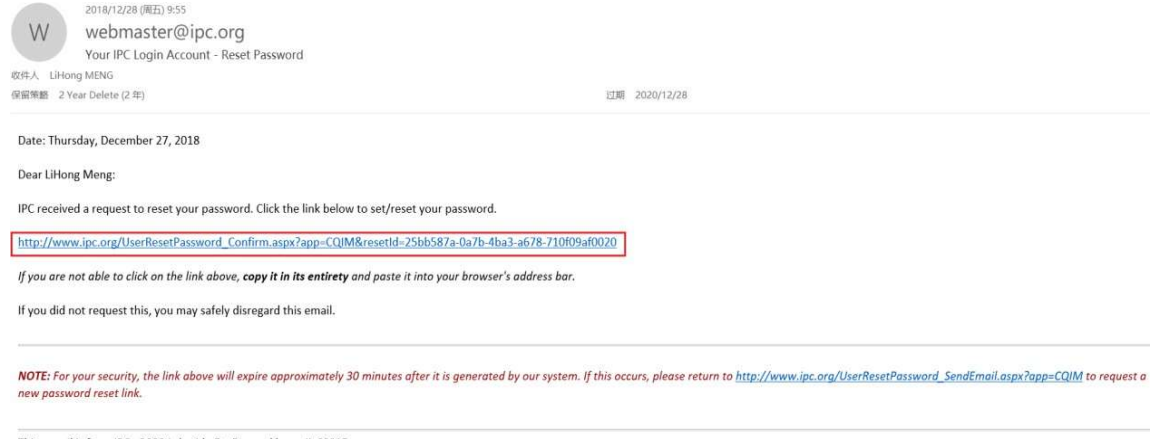 W
2018/12/28 (周五) 9:55
webmaster@ipc.org
Your IPC Login Account - Reset Password
收件人 LiHong MENG
保留策略 2 Year Delete (2 年) 过期 2020/12/28
Date: Thursday, December 27, 2018
Dear LiHong Meng:
IPC received a request to reset your password. Click the link below to set/reset your password.
http://www.ipc.org/UserResetPassword_Confirm.aspx?app=CQIM&resetId=25bb587a-0a7b-4ba3-a678-710f09af0020
If you are not able to click on the link above, copy it in its entirety and paste it into your browser's address bar.
If you did not request this, you may safely disregard this email.
NOTE: For your security, the link above will expire approximately 30 minutes after it is generated by our system. If this occurs, please return to http://www.ipc.org/UserResetPassword_SendEmail.aspx?app=CQIM to request a
new password reset link.